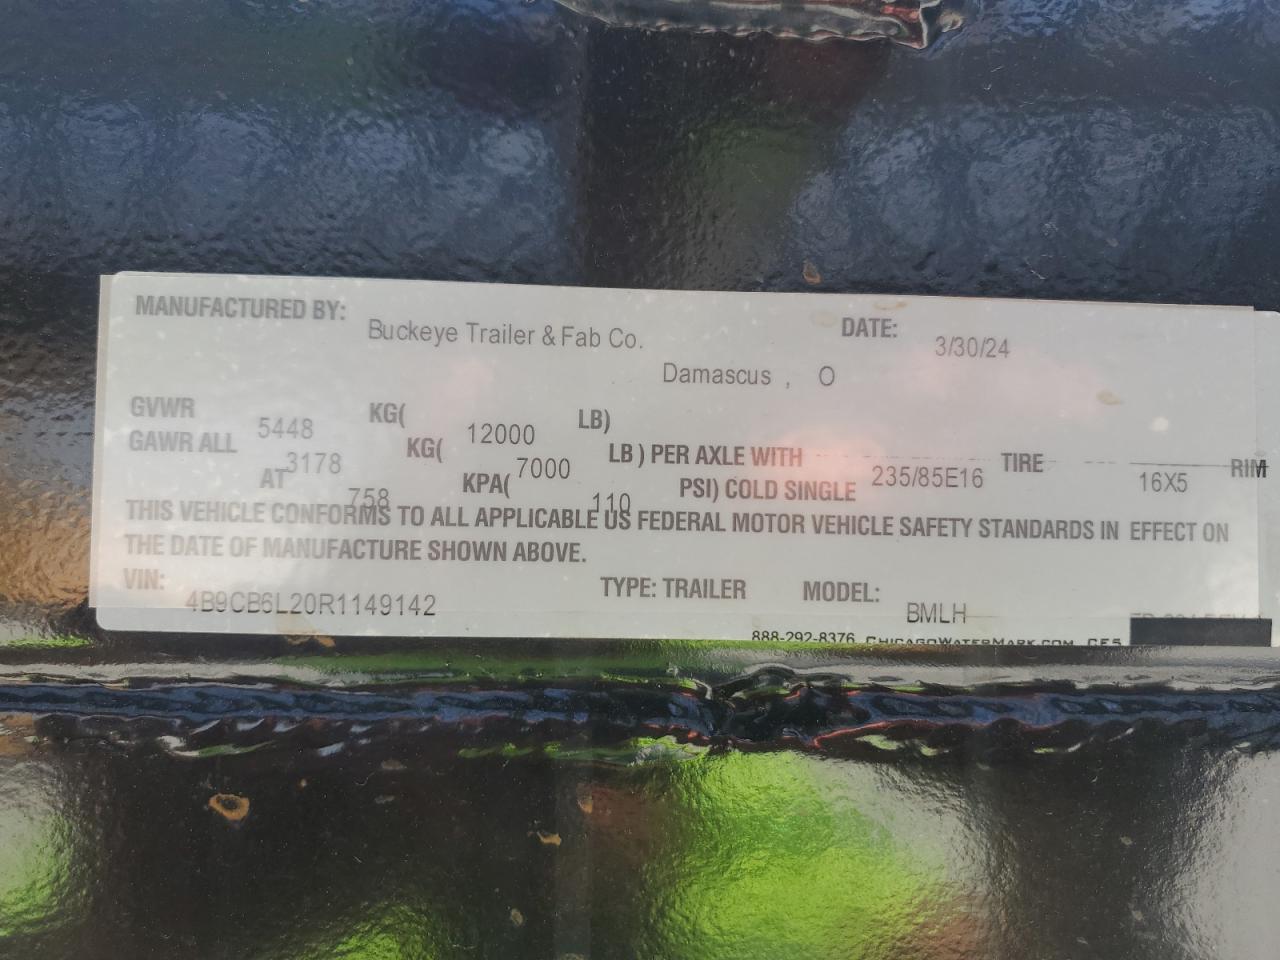 MANUFACTURED BY: Buckeye Trailer & Fab Co. DATE: 3/30/24
Damascus , O
GVWR 5448 KG( 12000 LB)
GAWR ALL 3178 KG( 7000 LB) PER AXLE WITH 235/85E16 TIRE 16X5 RIM
AT 758 KPA( 110 PSI) COLD SINGLE
THIS VEHICLE CONFORMS TO ALL APPLICABLE US FEDERAL MOTOR VEHICLE SAFETY STANDARDS IN EFFECT ON
THE DATE OF MANUFACTURE SHOWN ABOVE.
VIN: 4B9CB6L20R1149142 TYPE: TRAILER MODEL: BMLH
888-292-8376 CHICAGOWATERMARK.COM CFS